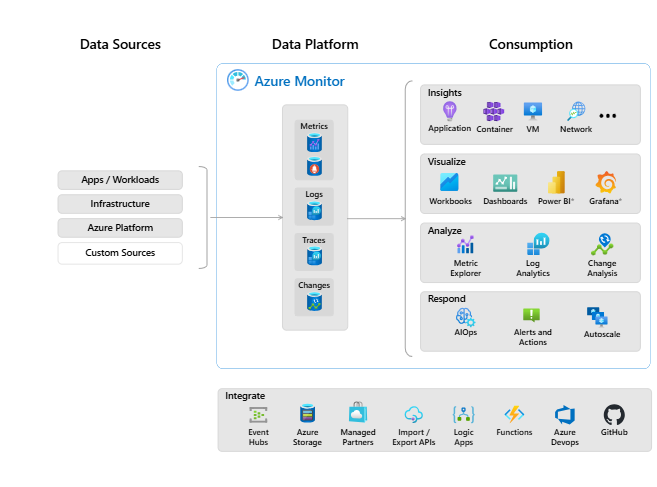 Data Sources
Data Platform
Consumption
Azure Monitor
Apps / Workloads
Infrastructure
Azure Platform
Custom Sources
Metrics
Logs
Traces
Changes
Insights
Application
Container
VM
Network
Visualize
Workbooks
Dashboards
Power BI*
Grafana*
Analyze
Metric
Explorer
Log
Analytics
Change
Analysis
Respond
AIOps
Alerts and
Actions
Autoscale
Integrate
Event
Hubs
Azure
Storage
Managed
Partners
Import /
Export APIs
Logic
Apps
Functions
Azure
Devops
GitHub